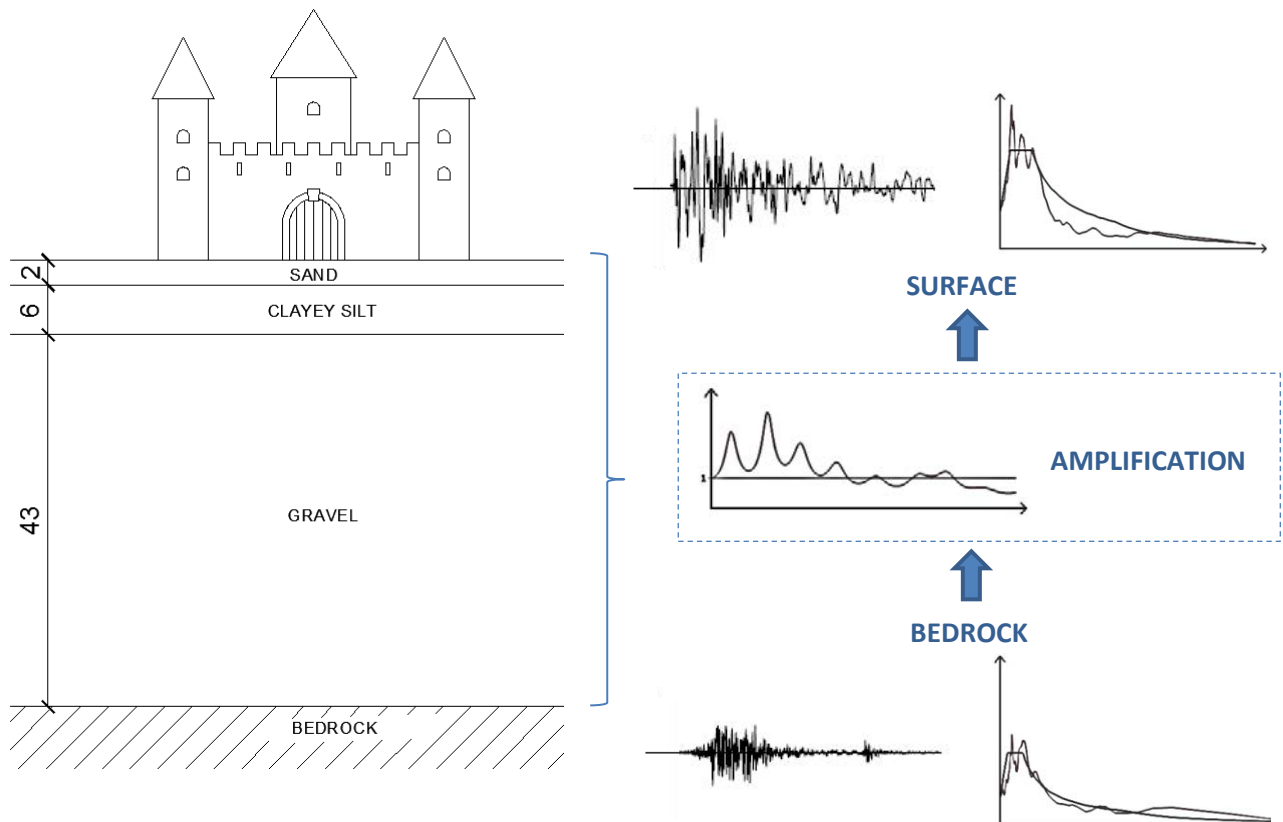 2
SAND
6
CLAYEY SILT
43
GRAVEL
BEDROCK
SURFACE
1
AMPLIFICATION
BEDROCK